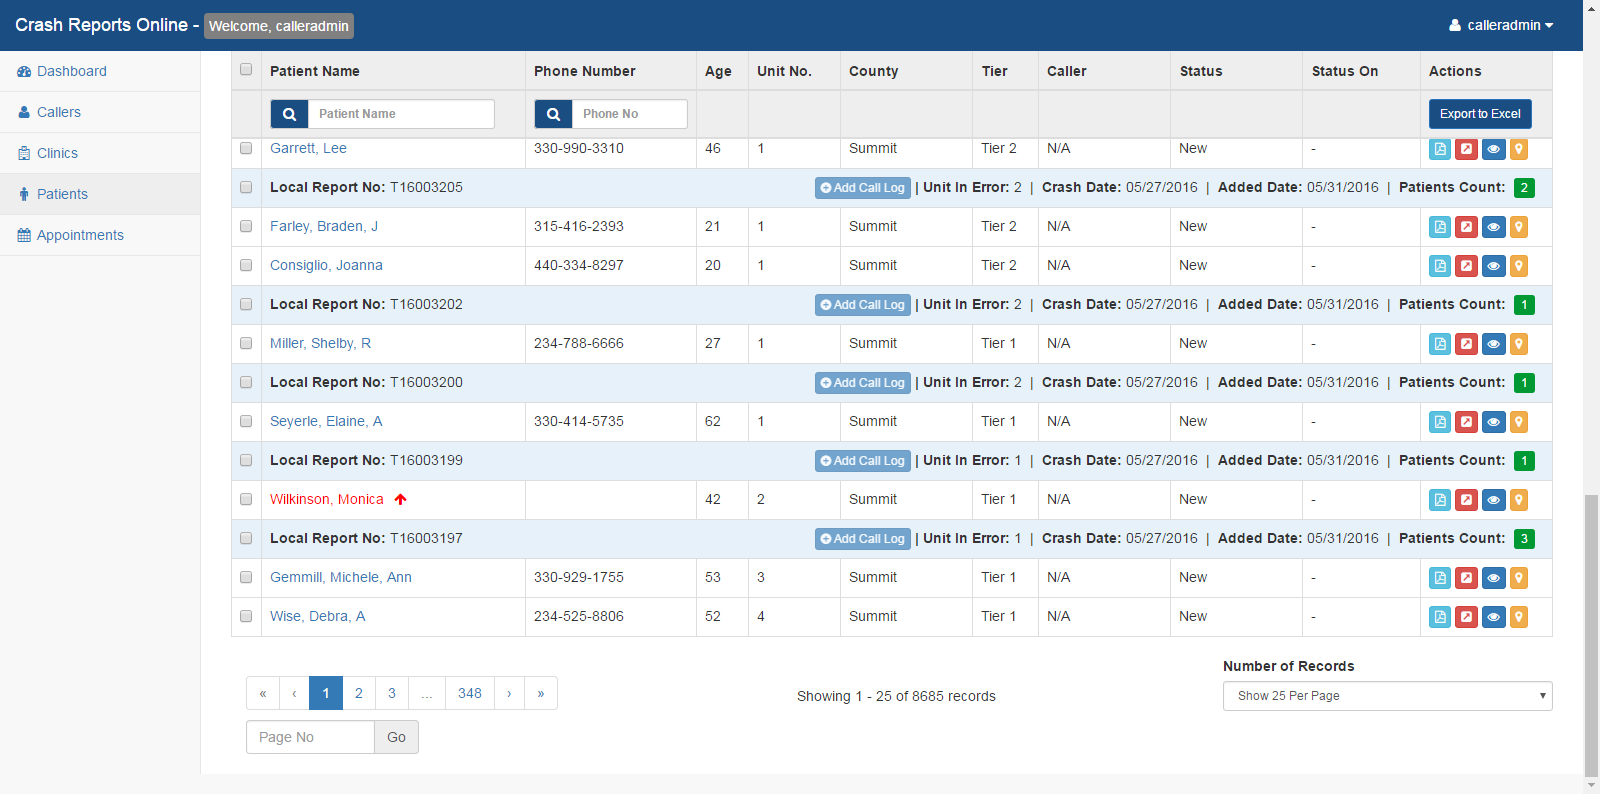 Crash Reports Online - Welcome, calleradmin calleradmin
Dashboard
Callers
Clinics
Patients
Appointments
Patient Name Phone Number Age Unit No. County Tier Caller Status Status On Actions
Patient Name Phone No Export to Excel
Garrett, Lee 330-990-3310 46 1 Summit Tier 2 N/A New -
Local Report No: T16003205 Add Call Log | Unit In Error: 2 | Crash Date: 05/27/2016 | Added Date: 05/31/2016 | Patients Count: 2
Farley, Braden, J 315-416-2393 21 1 Summit Tier 2 N/A New -
Consiglio, Joanna 440-334-8297 20 1 Summit Tier 2 N/A New -
Local Report No: T16003202 Add Call Log | Unit In Error: 2 | Crash Date: 05/27/2016 | Added Date: 05/31/2016 | Patients Count: 1
Miller, Shelby, R 234-788-6666 27 1 Summit Tier 1 N/A New -
Local Report No: T16003200 Add Call Log | Unit In Error: 2 | Crash Date: 05/27/2016 | Added Date: 05/31/2016 | Patients Count: 1
Seyerle, Elaine, A 330-414-5735 62 1 Summit Tier 1 N/A New -
Local Report No: T16003199 Add Call Log | Unit In Error: 1 | Crash Date: 05/27/2016 | Added Date: 05/31/2016 | Patients Count: 1
Wilkinson, Monica 42 2 Summit Tier 1 N/A New -
Local Report No: T16003197 Add Call Log | Unit In Error: 1 | Crash Date: 05/27/2016 | Added Date: 05/31/2016 | Patients Count: 3
Gemmill, Michele, Ann 330-929-1755 53 3 Summit Tier 1 N/A New -
Wise, Debra, A 234-525-8806 52 4 Summit Tier 1 N/A New -
Number of Records
« ‹ 1 2 3 ... 348 › » Showing 1 - 25 of 8685 records Show 25 Per Page
Page No Go